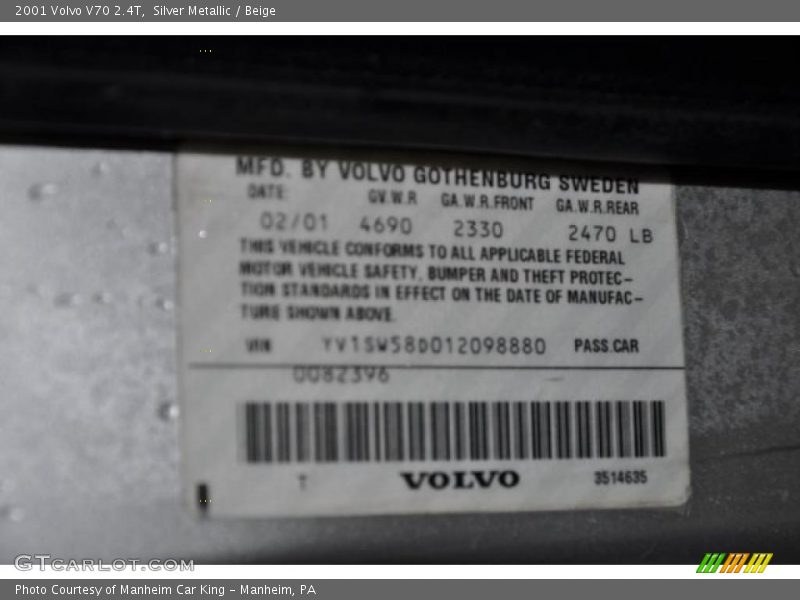 2001 Volvo V70 2.4T, Silver Metallic / Beige
MFD. BY VOLVO GOTHENBURG SWEDEN
DATE G.V.W.R GA.W.R.FRONT GA.W.R.REAR
02/01 4690 2330 2470 LB
THIS VEHICLE CONFORMS TO ALL APPLICABLE FEDERAL
MOTOR VEHICLE SAFETY, BUMPER AND THEFT PROTEC-
TION STANDARDS IN EFFECT ON THE DATE OF MANUFAC-
TURE SHOWN ABOVE.
VIN YV1SW58D012098880 PASS.CAR
0082396
T VOLVO 3514635
GTCARLOT.COM
Photo Courtesy of Manheim Car King - Manheim, PA